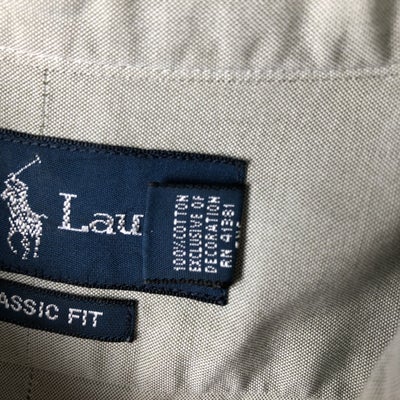 Lau
100% COTTON
EXCLUSIVE OF
DECORATION
RN 41381
ASSIC FIT